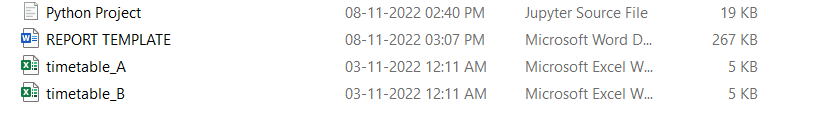 Python Project 08-11-2022 02:40 PM Jupyter Source File 19 KB
REPORT TEMPLATE 08-11-2022 03:07 PM Microsoft Word D... 267 KB
timetable_A 03-11-2022 12:11 AM Microsoft Excel W... 5 KB
timetable_B 03-11-2022 12:11 AM Microsoft Excel W... 5 KB